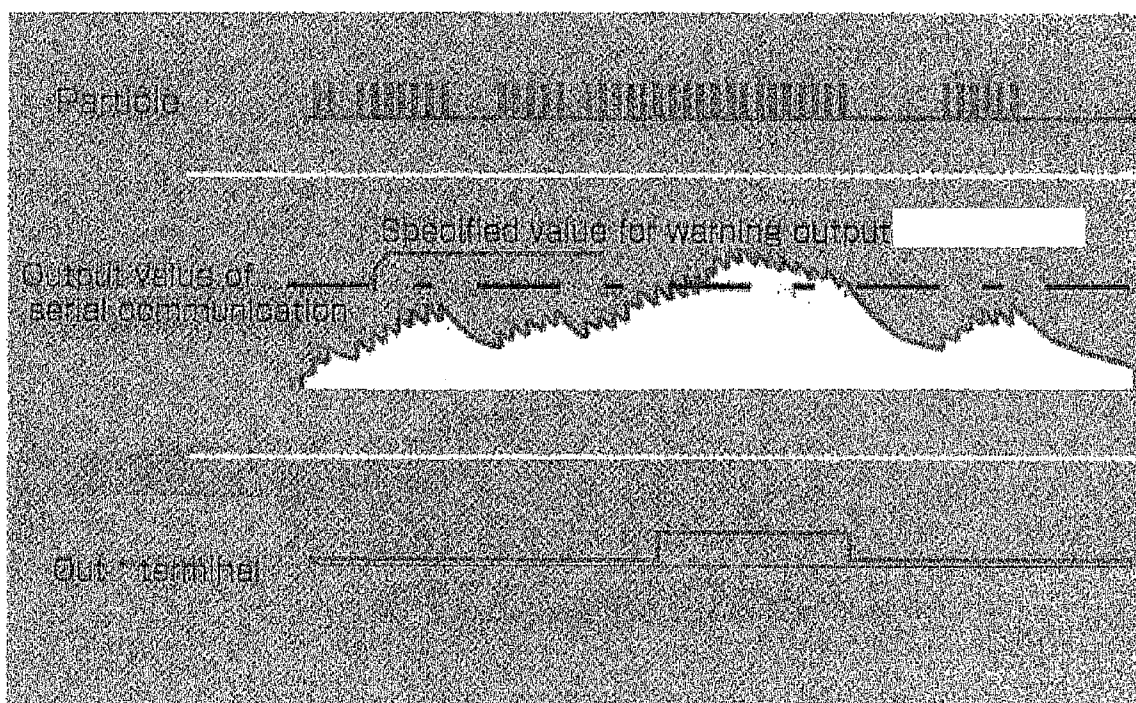 Particle
Specified value for warning output
Output value of
serial communication
Out * terminal